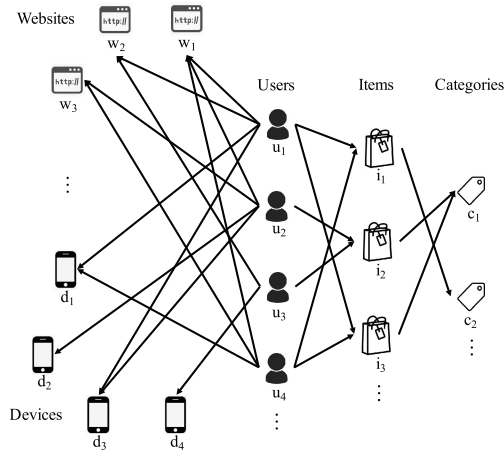 Websites
http://
w2
http://
w1
http://
w3
Users
Items
Categories
u1
i1
c1
u2
i2
d1
u3
c2
d2
u4
i3
Devices
d3
d4